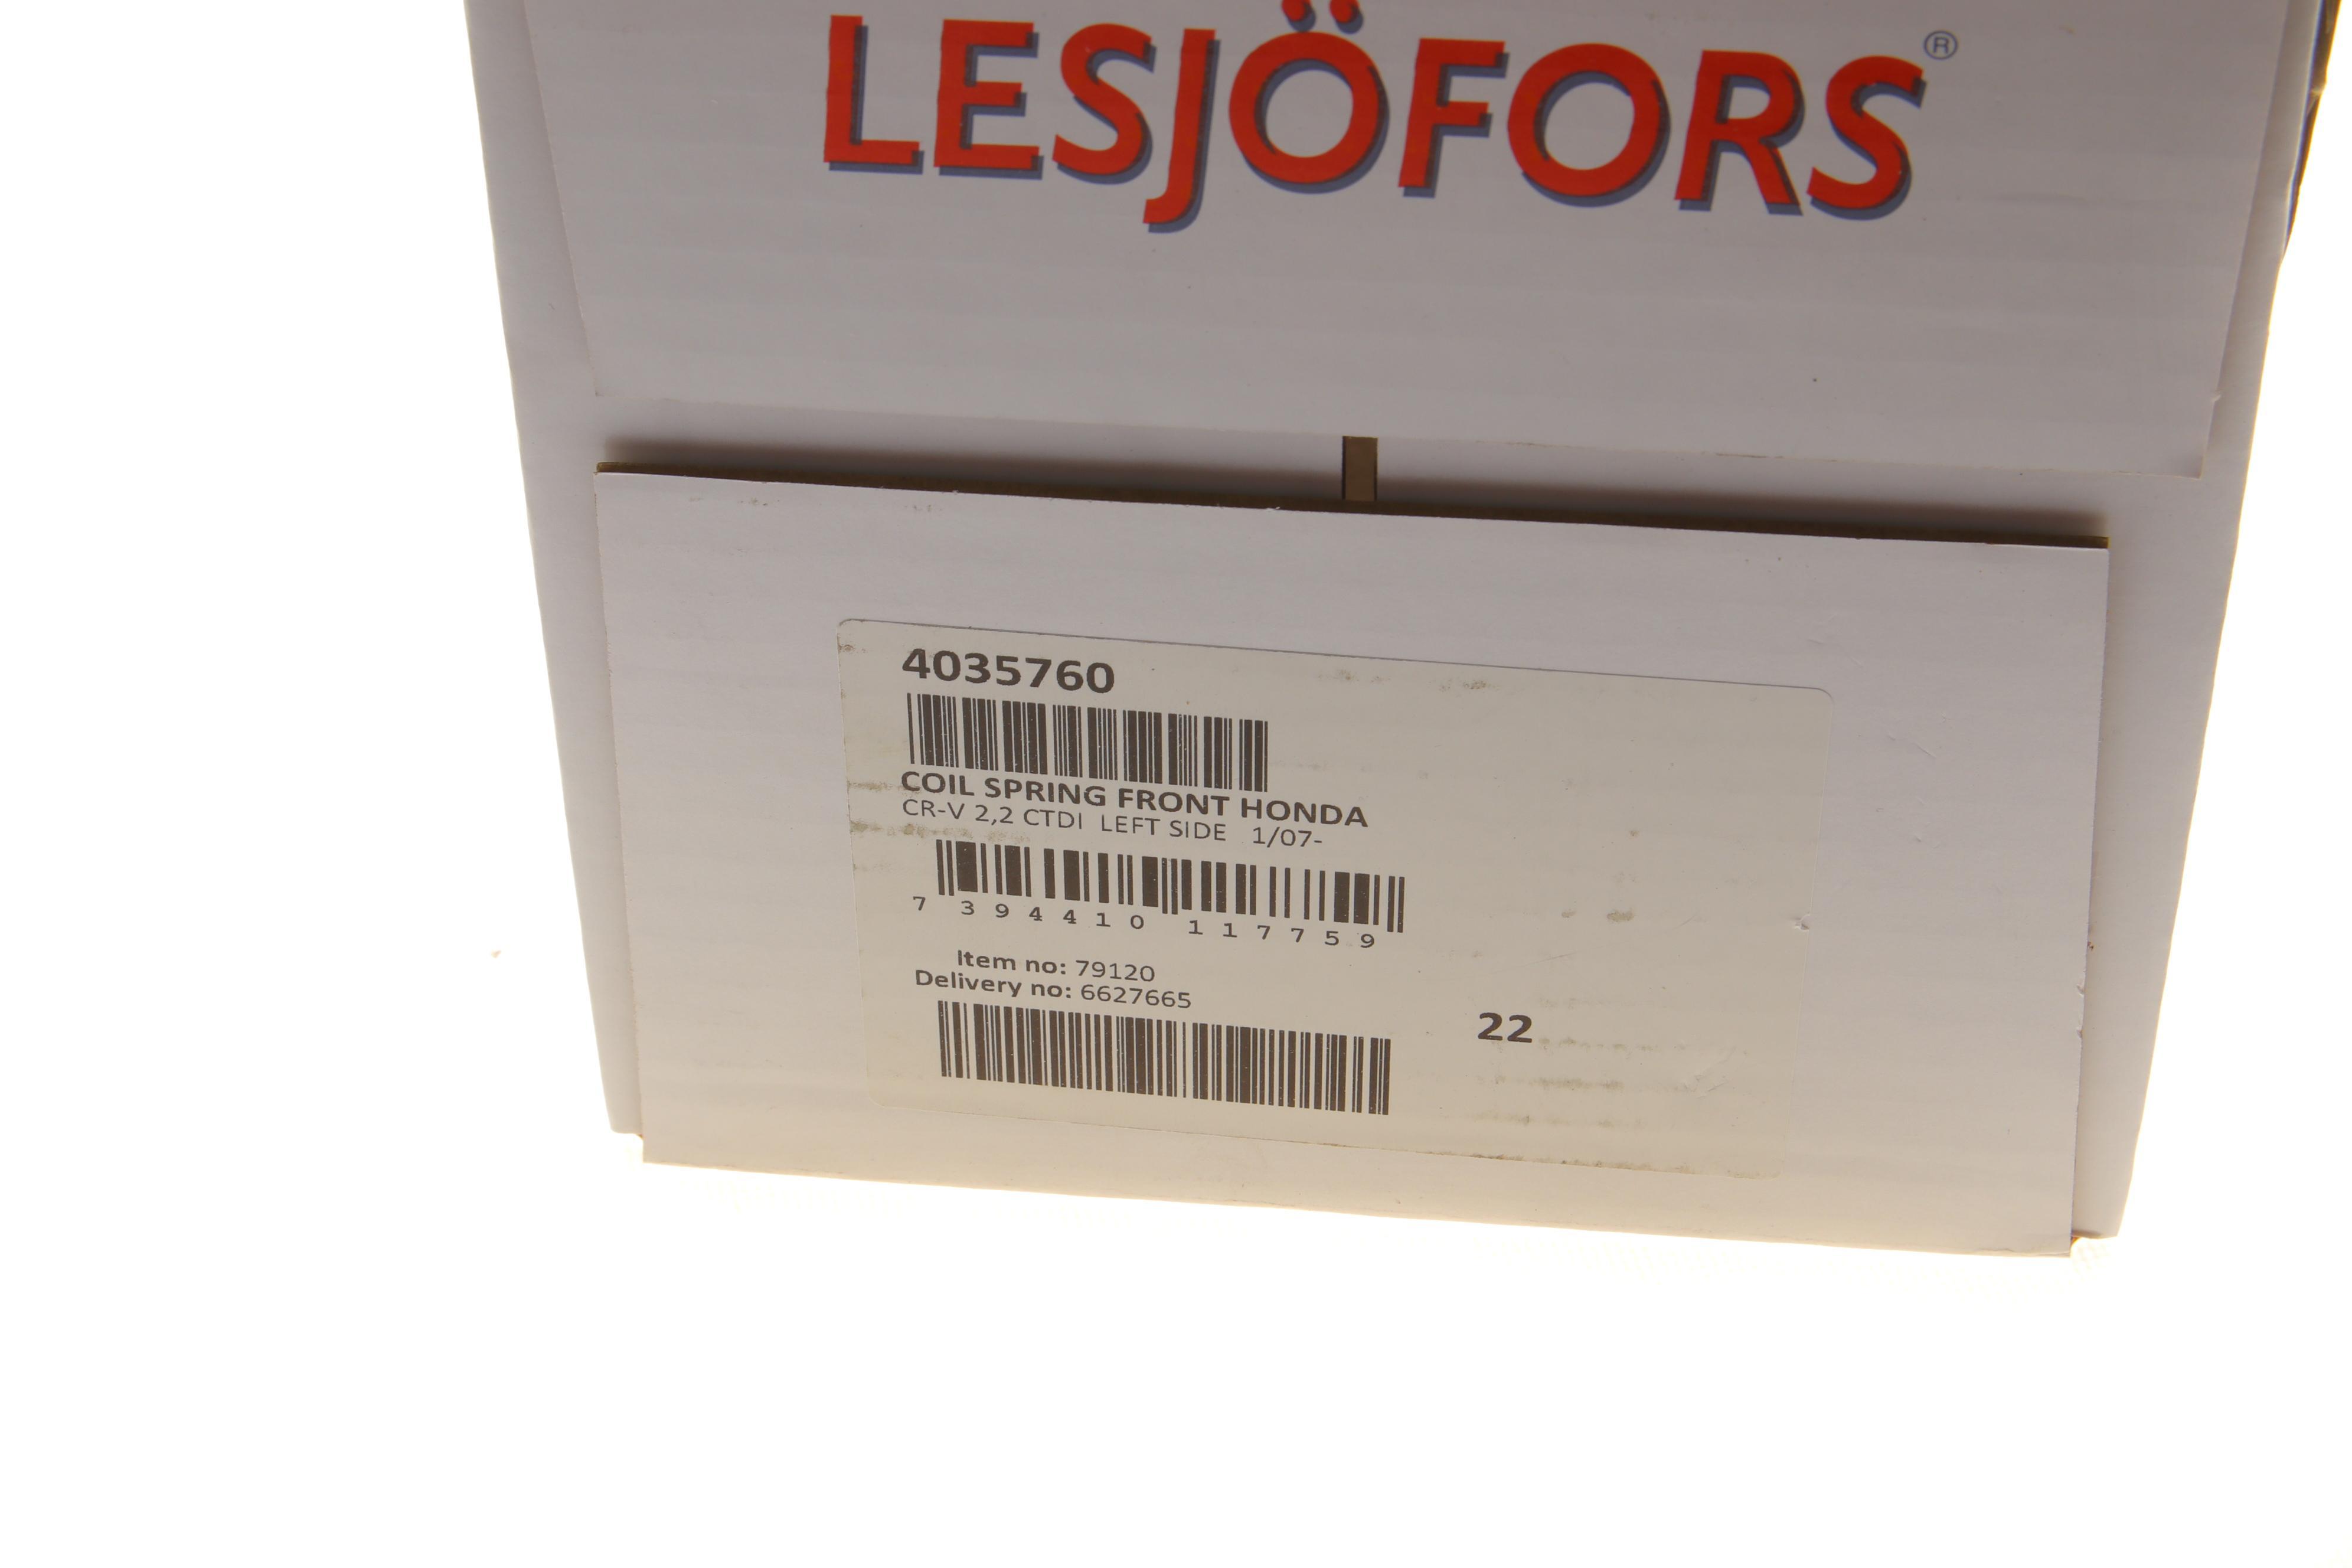 LESJÖFORS®
4035760
COIL SPRING FRONT HONDA
CR-V 2,2 CTDI LEFT SIDE 1/07-
7 394410 117759
Item no: 79120
Delivery no: 6627665
22